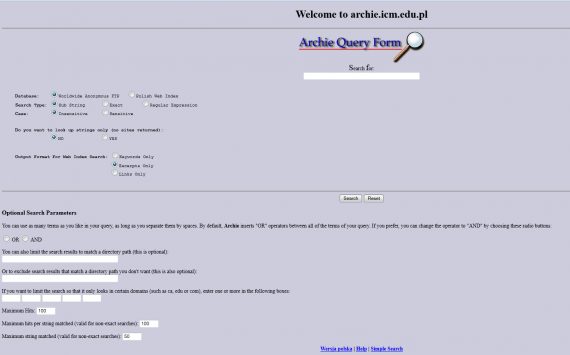 Welcome to archie.icm.edu.pl
Archie Query Form
Search for:
Database: Worldwide Anonymous FTP Polish Web Index
Search Type: Sub String Exact Regular Expression
Case: Insensitive Sensitive
Do you want to look up strings only (no sites returned):
NO YES
Output Format for Web Index Search: Keywords Only
Excerpts Only
Links Only
Search Reset
Optional Search Parameters
You can use as many terms as you like in your query, as long as you separate them by spaces. By default, Archie inserts "OR" operators between all of the terms of your query. If you prefer, you can change the operator to "AND" by choosing these radio buttons:
OR AND
You can also limit the search results to match a directory path (this is optional):
Or to exclude search results that match a directory path you don't want (this is also optional):
If you want to limit the search so that it only looks in certain domains (such as ca, edu or com), enter one or more in the following boxes:
Maximum Hits: 100
Maximum hits per string matched (valid for non-exact searches): 100
Maximum string matched (valid for non-exact searches): 50
Wersja polska | Help | Simple Search